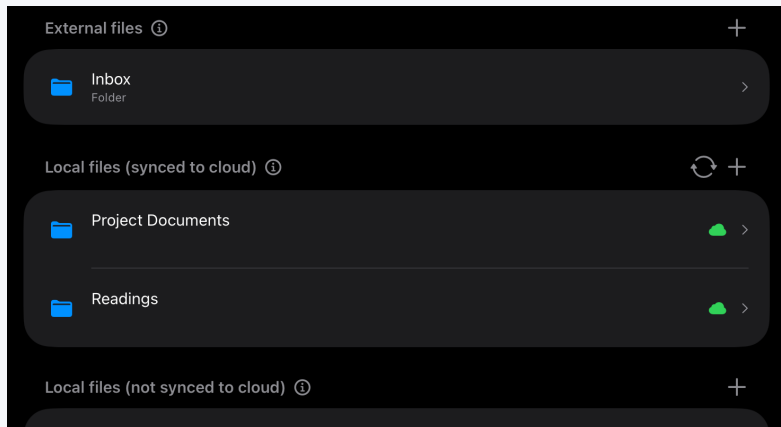 External files
Inbox
Folder
Local files (synced to cloud)
Project Documents
Readings
Local files (not synced to cloud)